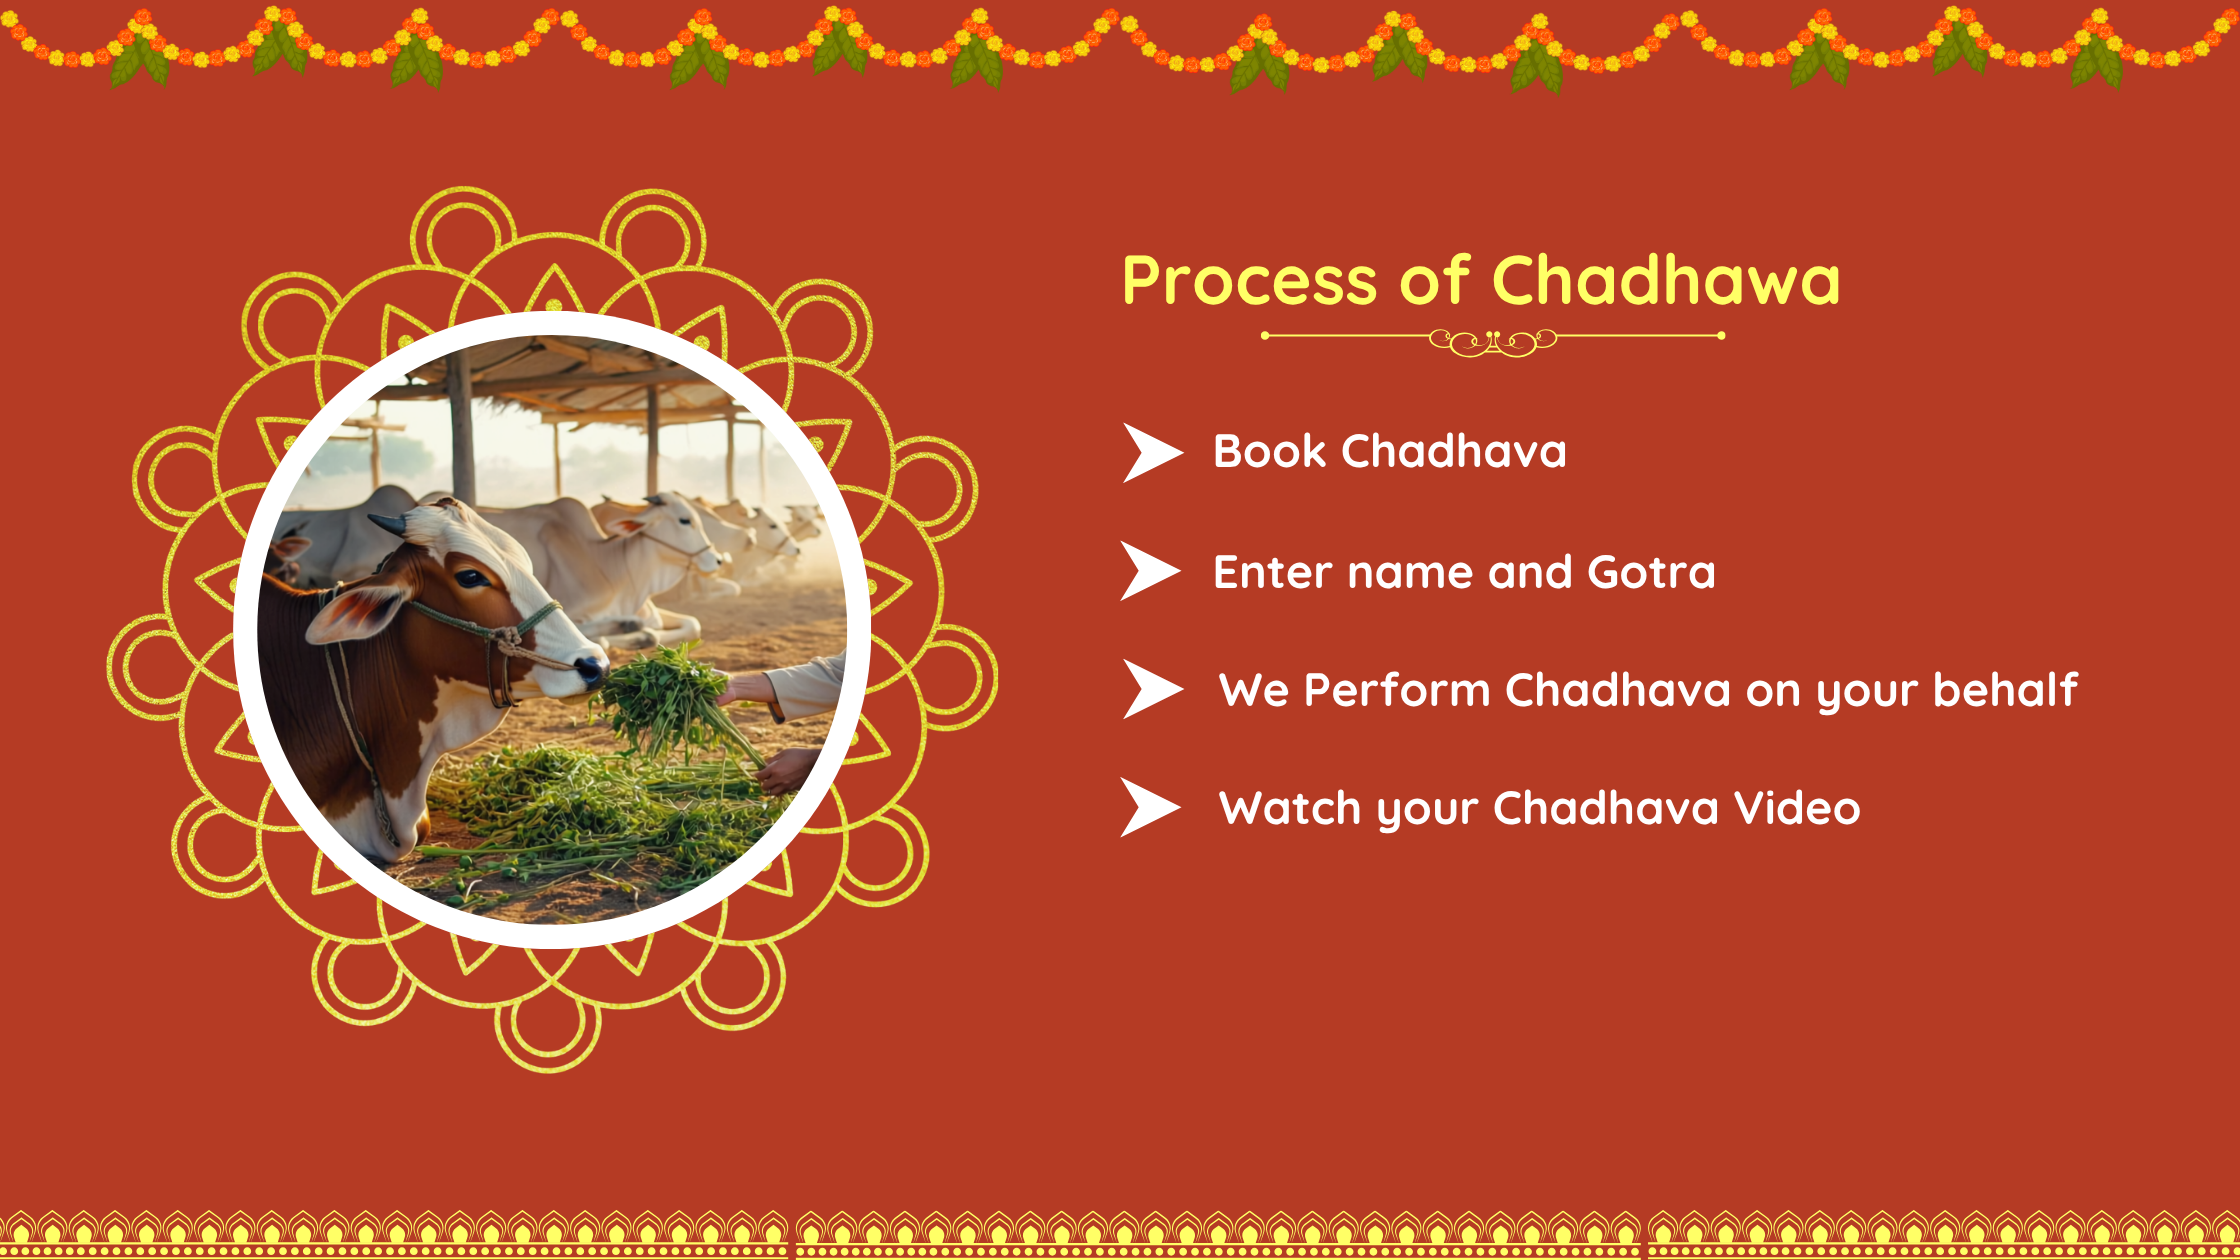 Process of Chadhawa
Book Chadhava
Enter name and Gotra
We Perform Chadhava on your behalf
Watch your Chadhava Video